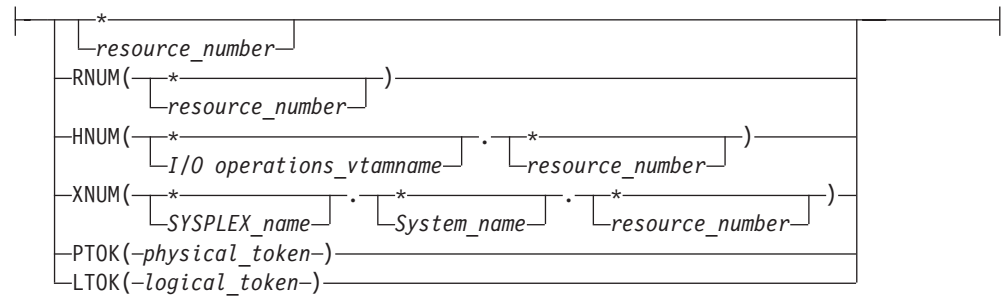 *
resource_number
RNUM( * )
resource_number
HNUM( * . * )
I/O operations_vtamname resource_number
XNUM( * . * . * )
SYSPLEX_name System_name resource_number
PTOK(physical_token)
LTOK(logical_token)